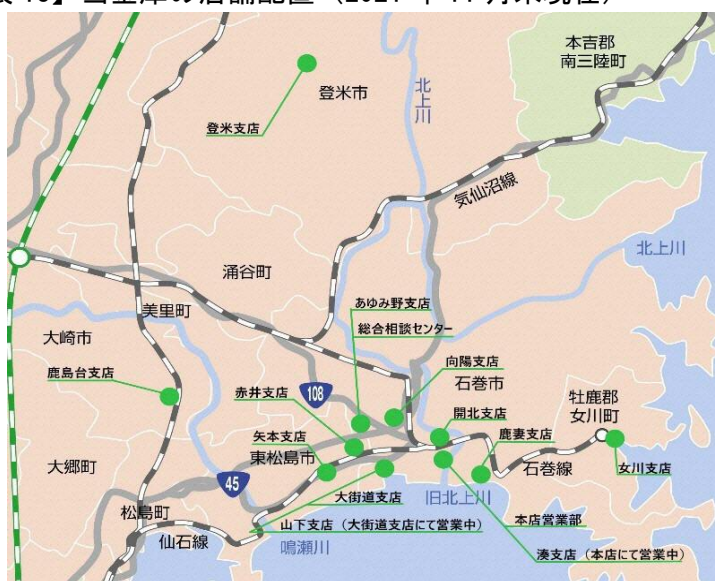 本吉郡
南三陸町
登米市
北上川
登米支店
気仙沼線
北上川
涌谷町
あゆみ野支店
美里町
総合相談センター
大崎市
向陽支店
鹿島台支店
石巻市
108
赤井支店
牡鹿郡
女川町
開北支店
矢本支店
鹿妻支店
東松島市
大郷町
石巻線
女川支店
45
大街道支店
旧北上川
松島町
山下支店（大街道支店にて営業中）
本店営業部
仙石線
鳴瀬川
湊支店（本店にて営業中）